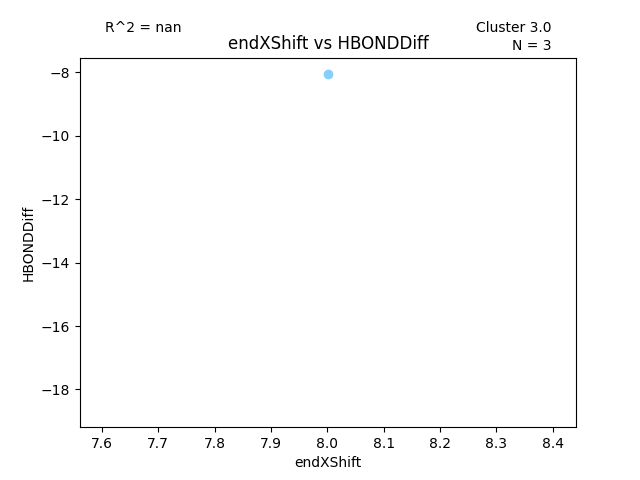 R^2 = nan
Cluster 3.0
N = 3
endXShift vs HBONDDiff
−8
−10
−12
−14
−16
−18
HBONDDiff
7.6 7.7 7.8 7.9 8.0 8.1 8.2 8.3 8.4
endXShift